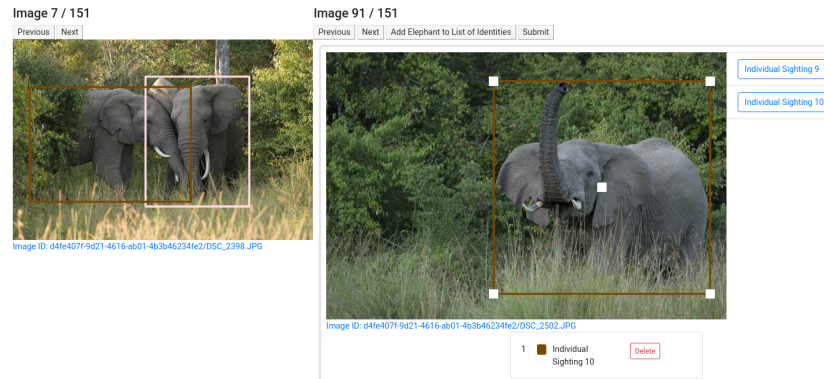 Image 7 / 151
Previous Next
Image ID: d4fe407f-9d21-4616-ab01-4b3b46234fe2/DSC_2398.JPG
Image 91 / 151
Previous Next Add Elephant to List of Identities Submit
Individual Sighting 9
Individual Sighting 10
Image ID: d4fe407f-9d21-4616-ab01-4b3b46234fe2/DSC_2502.JPG
1 Individual Delete
Sighting 10